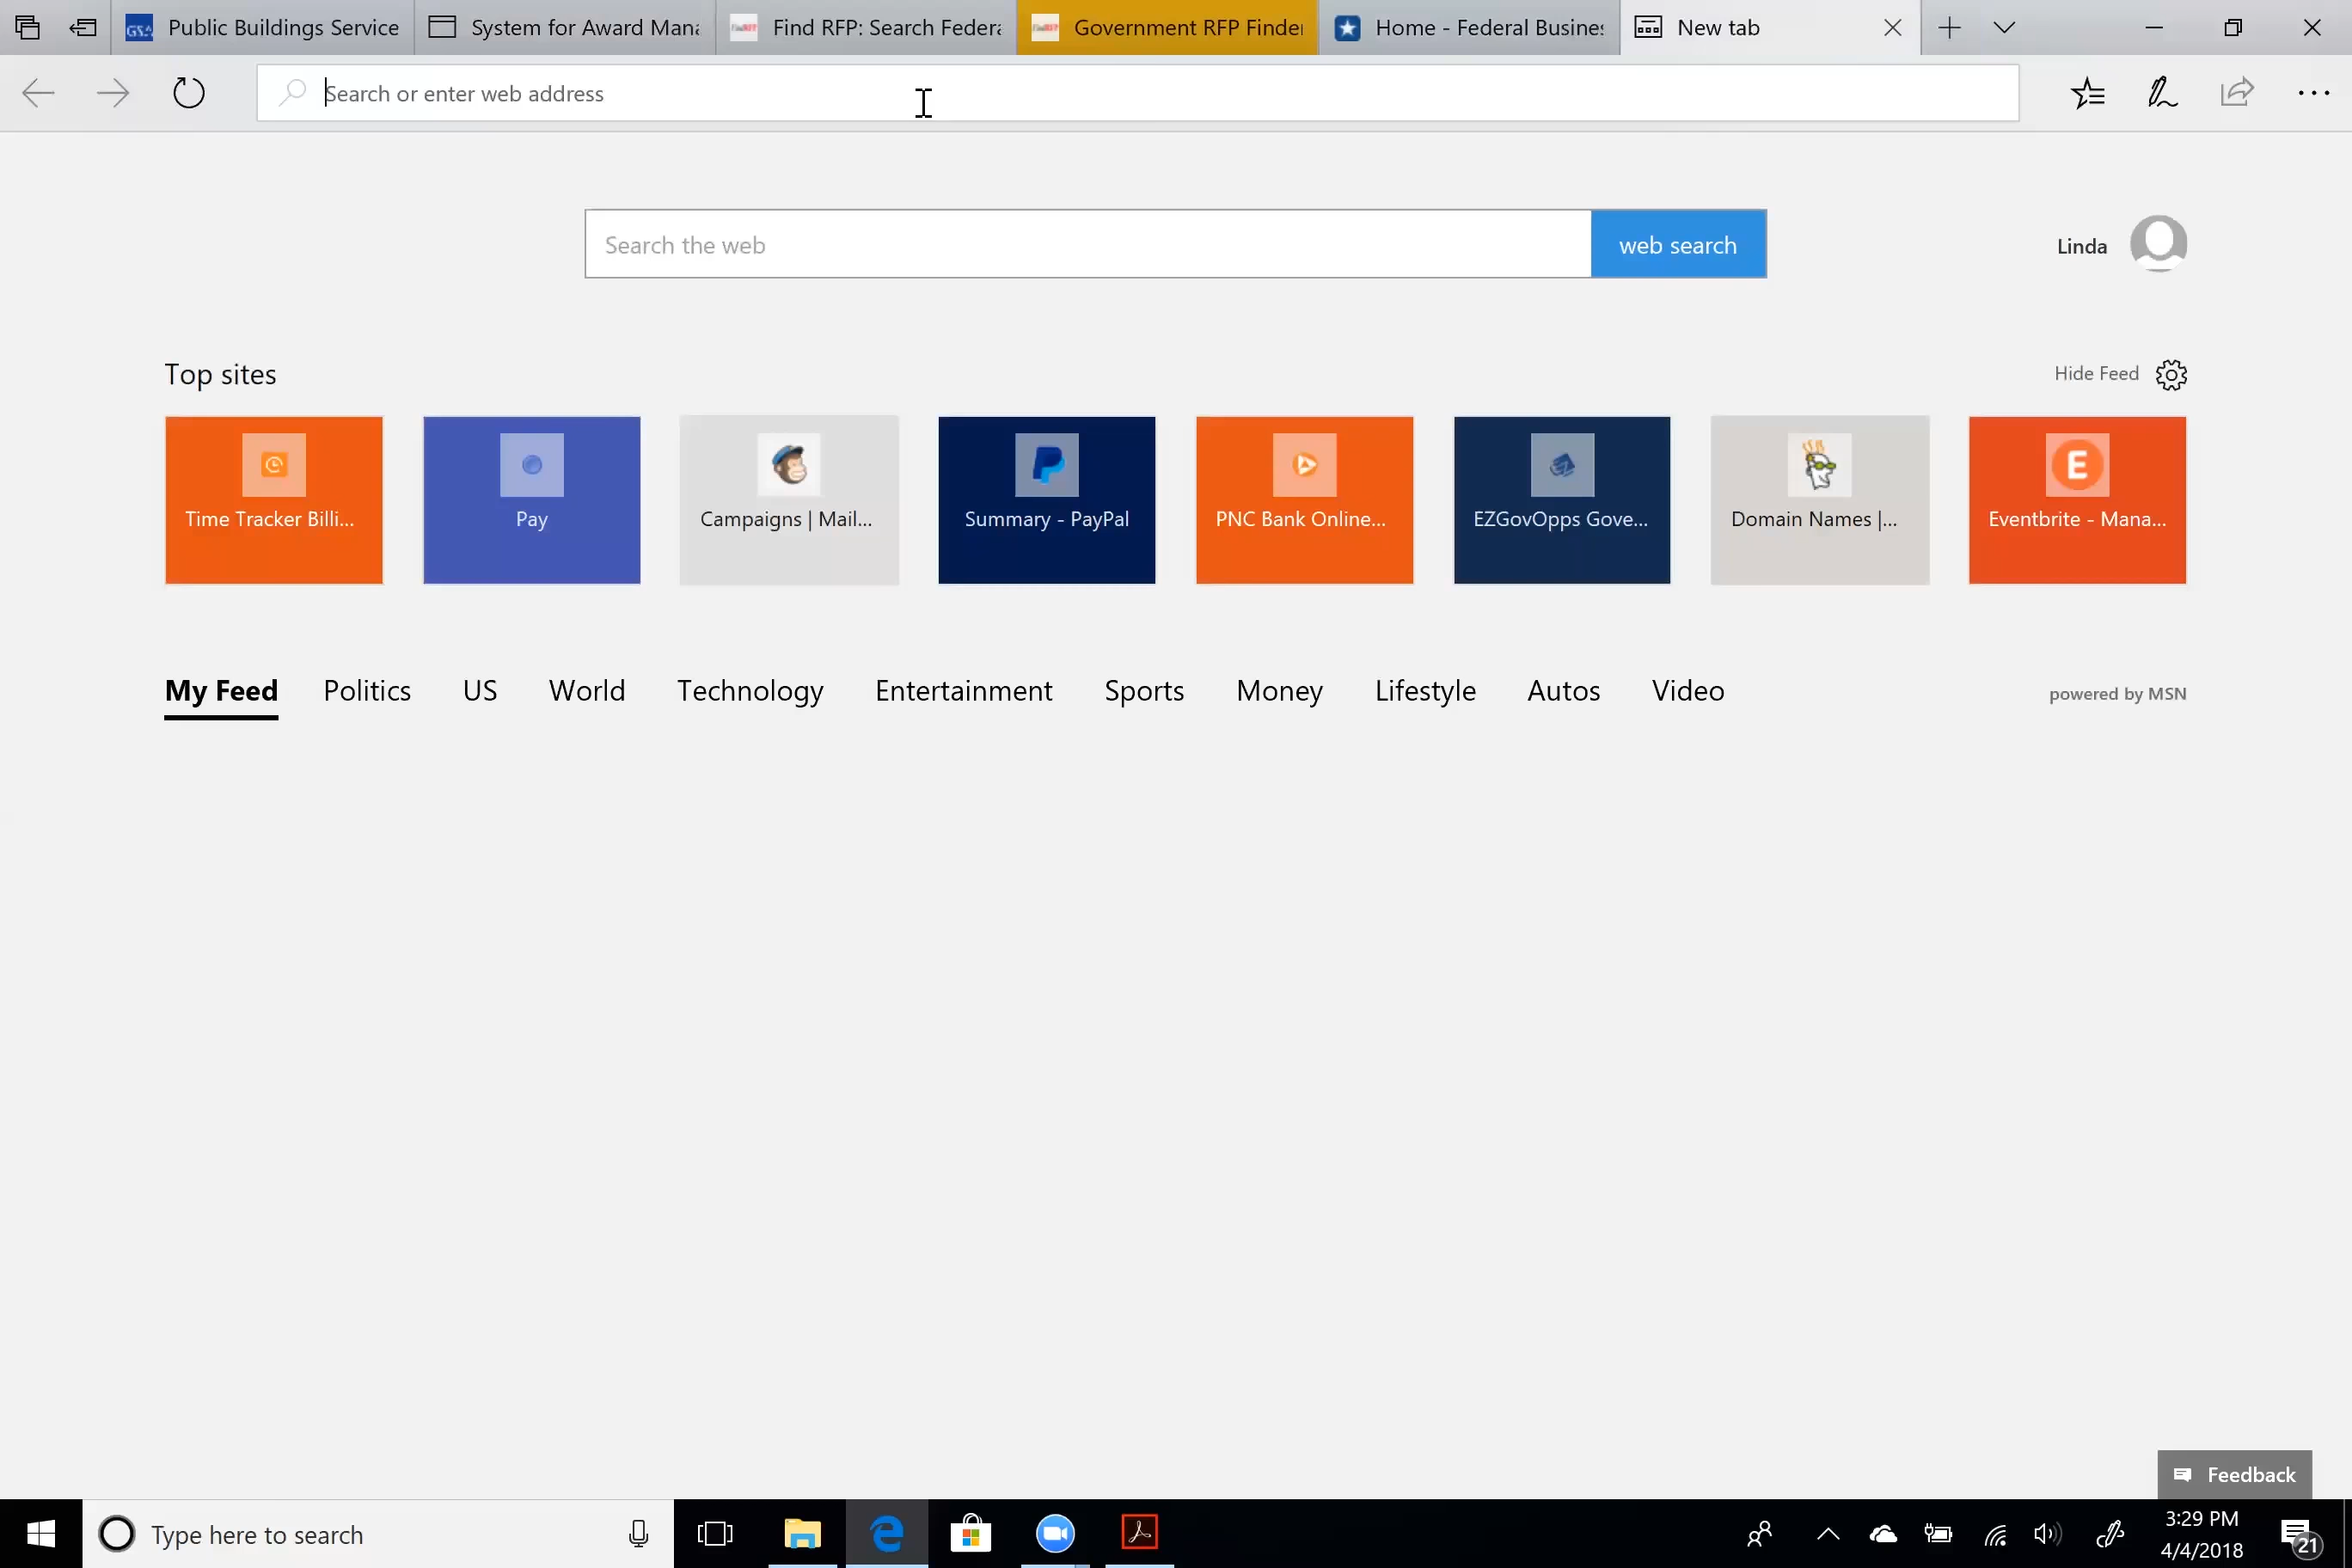 GSA Public Buildings Service
System for Award Mana
Find RFP: Search Federa
Government RFP Finder
Home - Federal Busines
New tab
Search or enter web address
Search the web
web search
Linda
Top sites
Hide Feed
Time Tracker Billi...
Pay
Campaigns | Mail...
Summary - PayPal
PNC Bank Online...
EZGovOpps Gove...
Domain Names |...
Eventbrite - Mana...
My Feed Politics US World Technology Entertainment Sports Money Lifestyle Autos Video
powered by MSN
Feedback
Type here to search
3:29 PM
4/4/2018
21